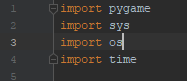 1 import pygame
2 import sys
3 import os
4 import time